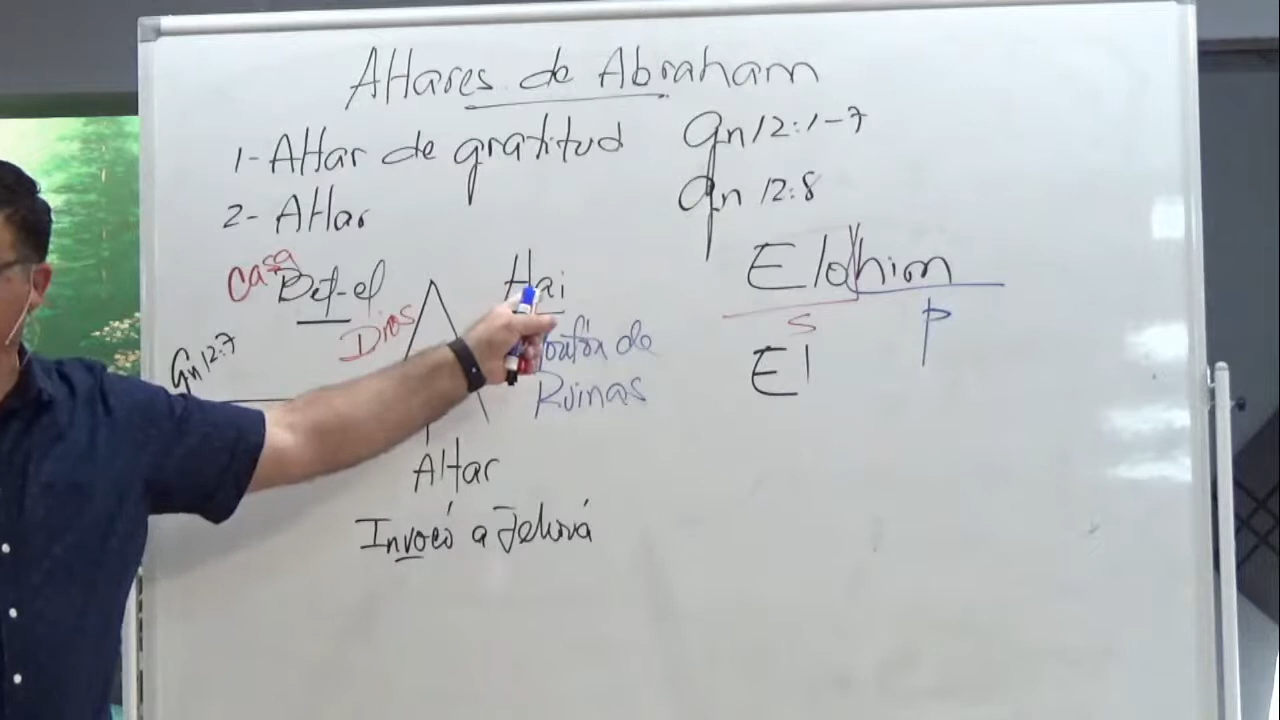 Altares de Abraham
1- Altar de gratitud Gn 12:1-7
2- Altar Gn 12:8
Casa
Bet-el
Dios
Hai
de
Ruinas
Gn 12:7
Altar
Invocó a Jehová
Elohim
S P
El